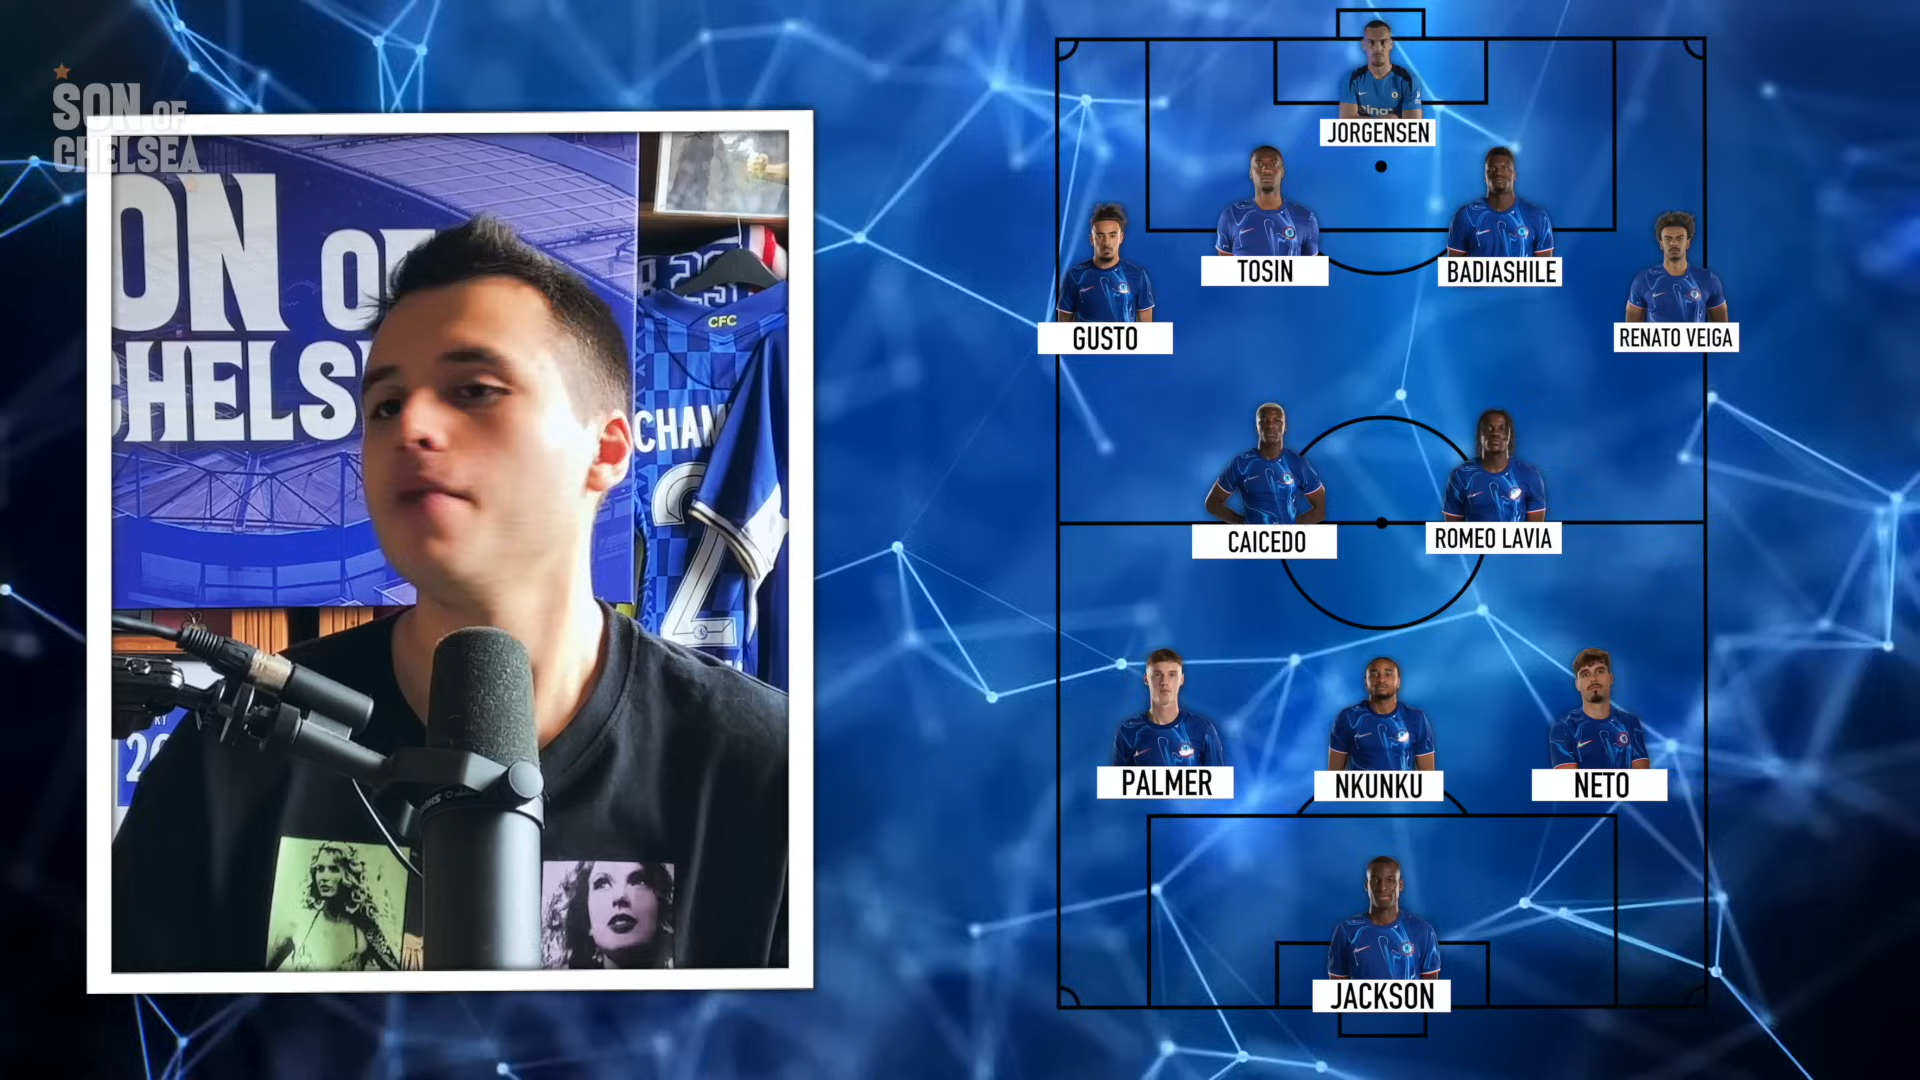 SON OF
CHELSEA
ON OF
CHELS
CFC
CHAM
JORGENSEN
TOSIN
BADIASHILE
GUSTO
RENATO VEIGA
CAICEDO
ROMEO LAVIA
PALMER
NKUNKU
NETO
JACKSON